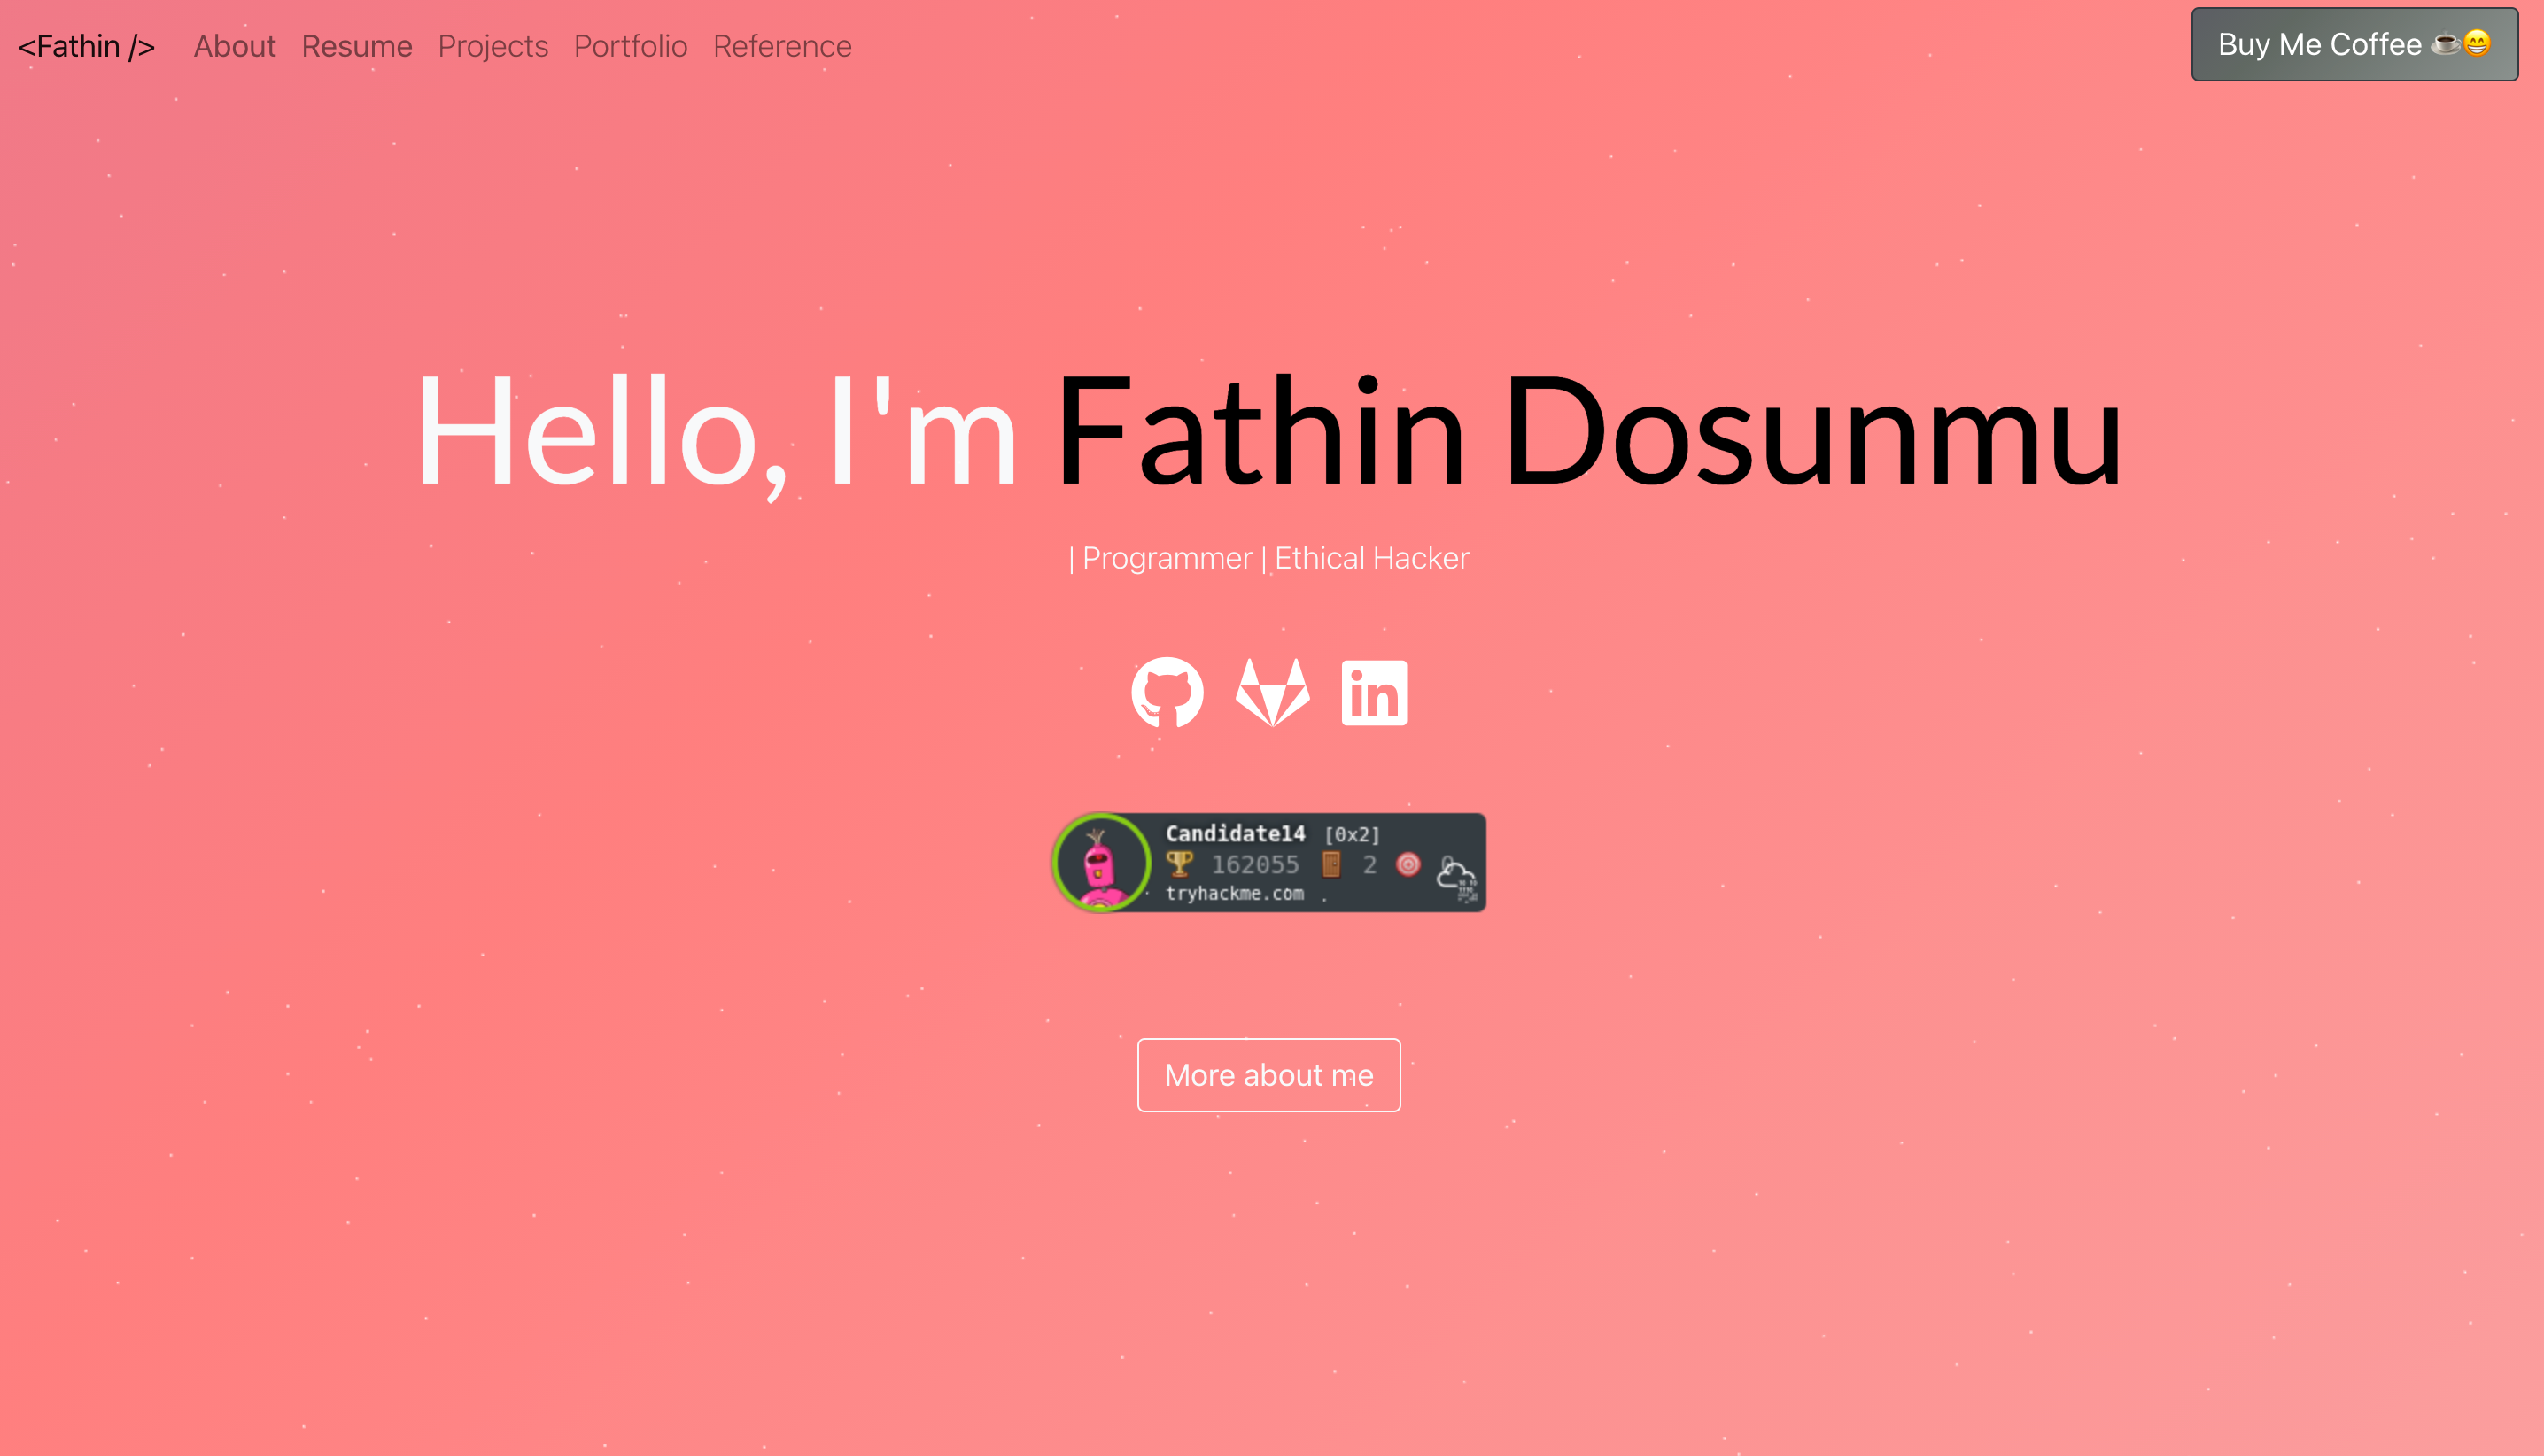 <Fathin />
About Resume Projects Portfolio Reference
Buy Me Coffee ☕😁
Hello, I'm Fathin Dosunmu
| Programmer | Ethical Hacker
in
Candidate14 [0x2]
162055 2
tryhackme.com
More about me